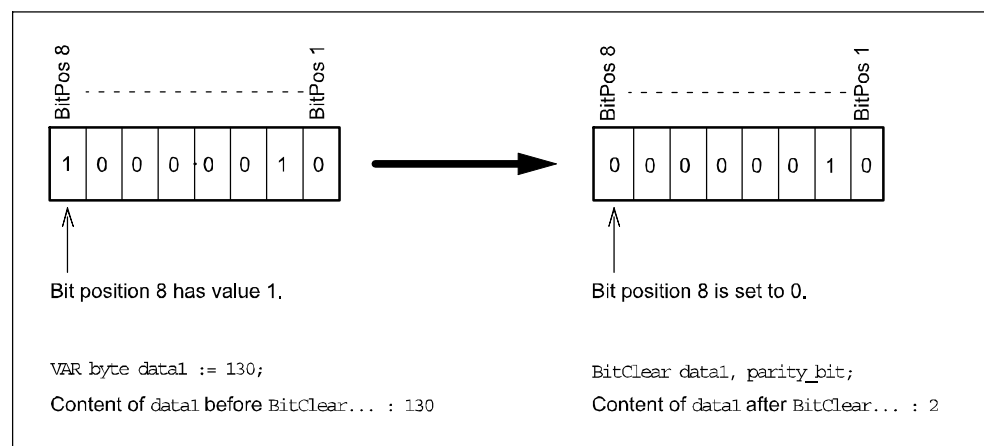 BitPos 8 BitPos 1 BitPos 8 BitPos 1
1 0 0 0 0 0 1 0 0 0 0 0 0 0 1 0
Bit position 8 has value 1. Bit position 8 is set to 0.
VAR byte data1 := 130; BitClear data1, parity_bit;
Content of data1 before BitClear... : 130 Content of data1 after BitClear... : 2